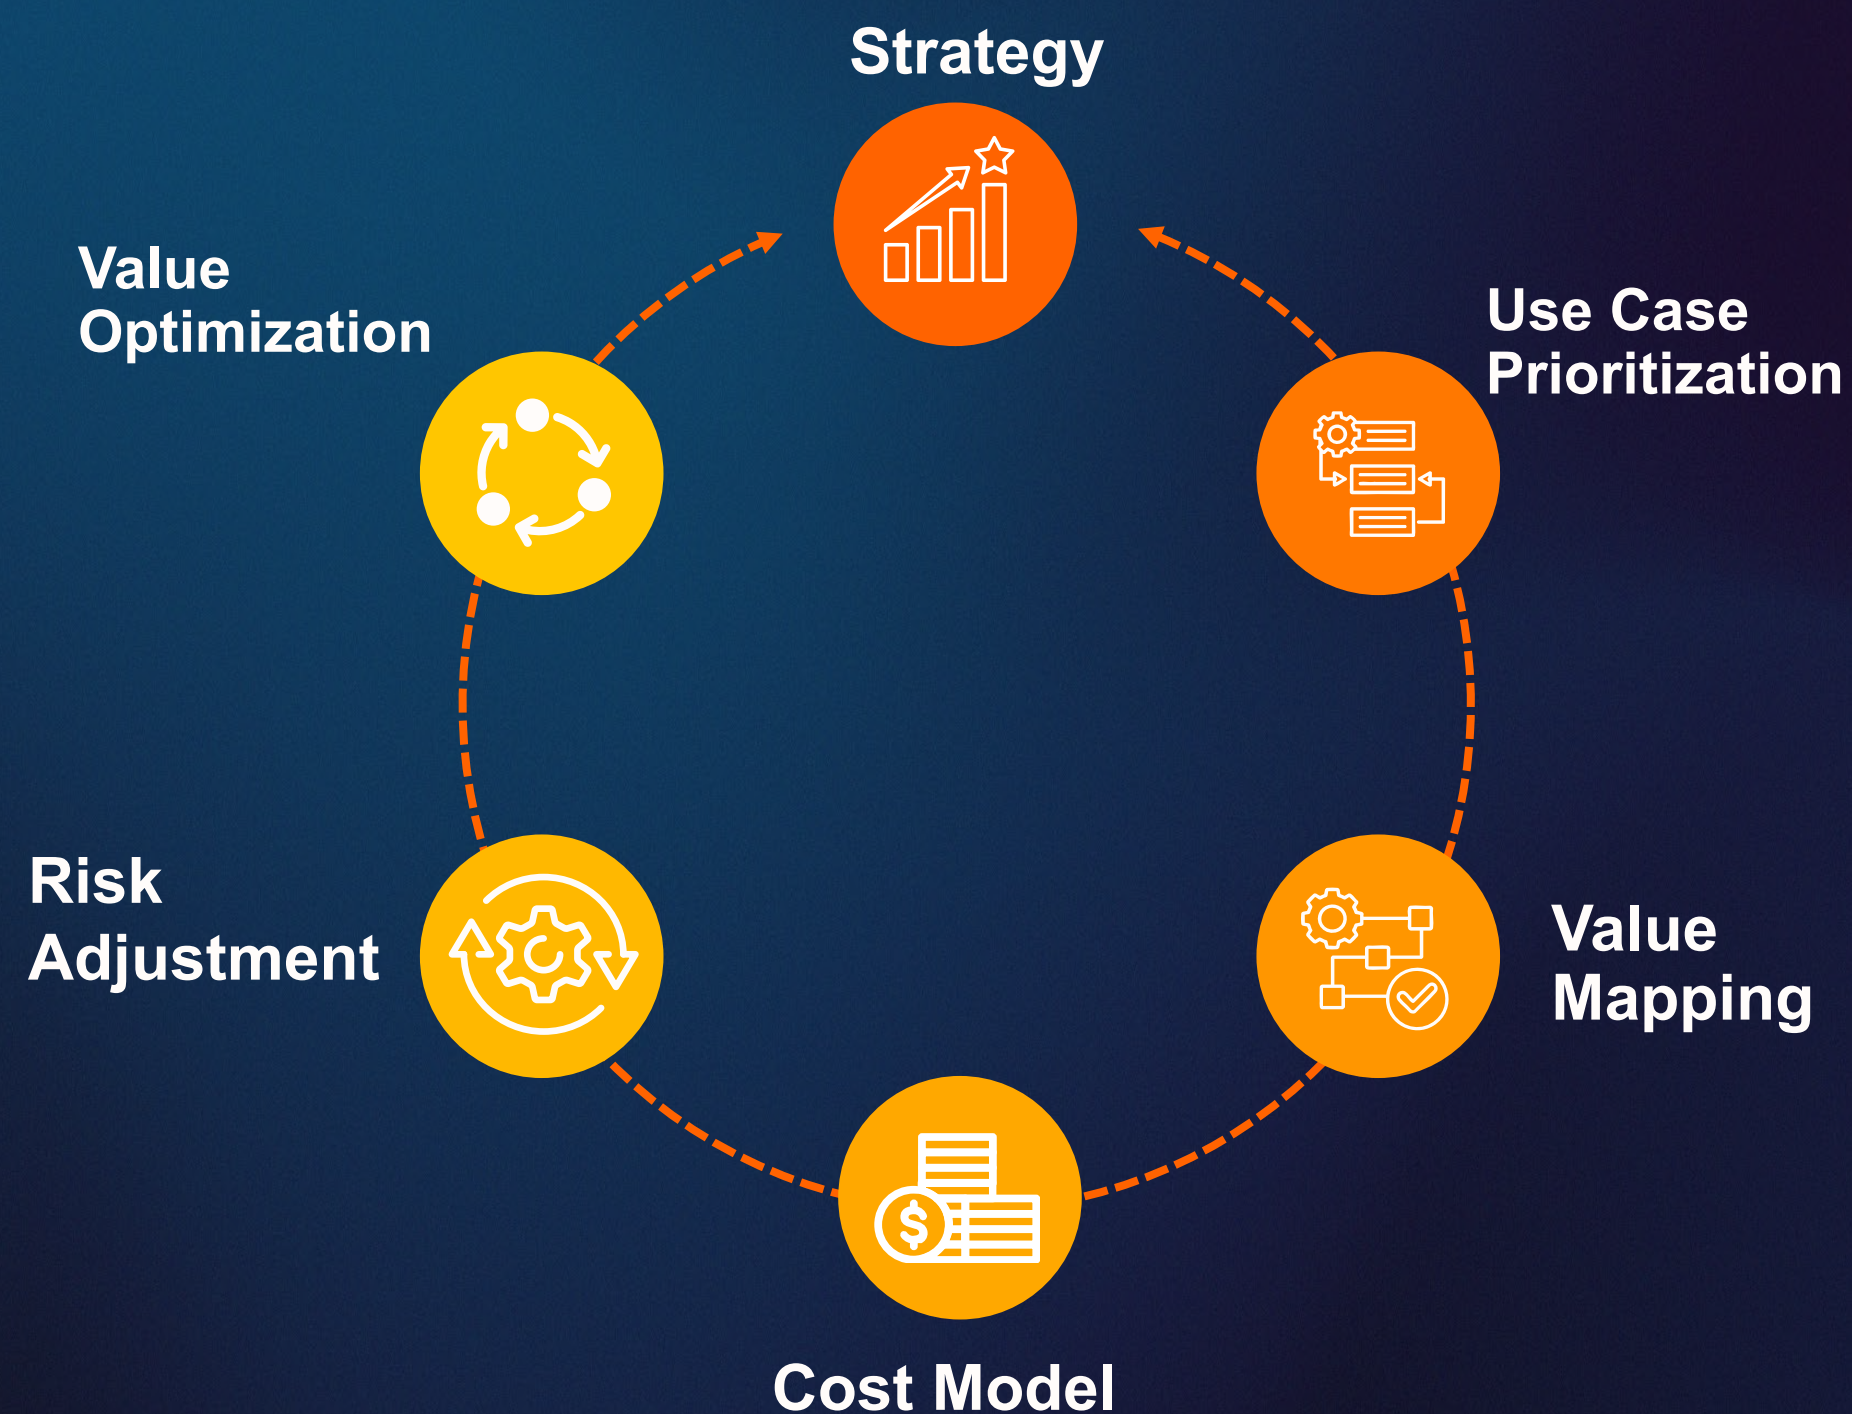 Strategy
Value
Optimization
Use Case
Prioritization
Risk
Adjustment
Value
Mapping
$
Cost Model